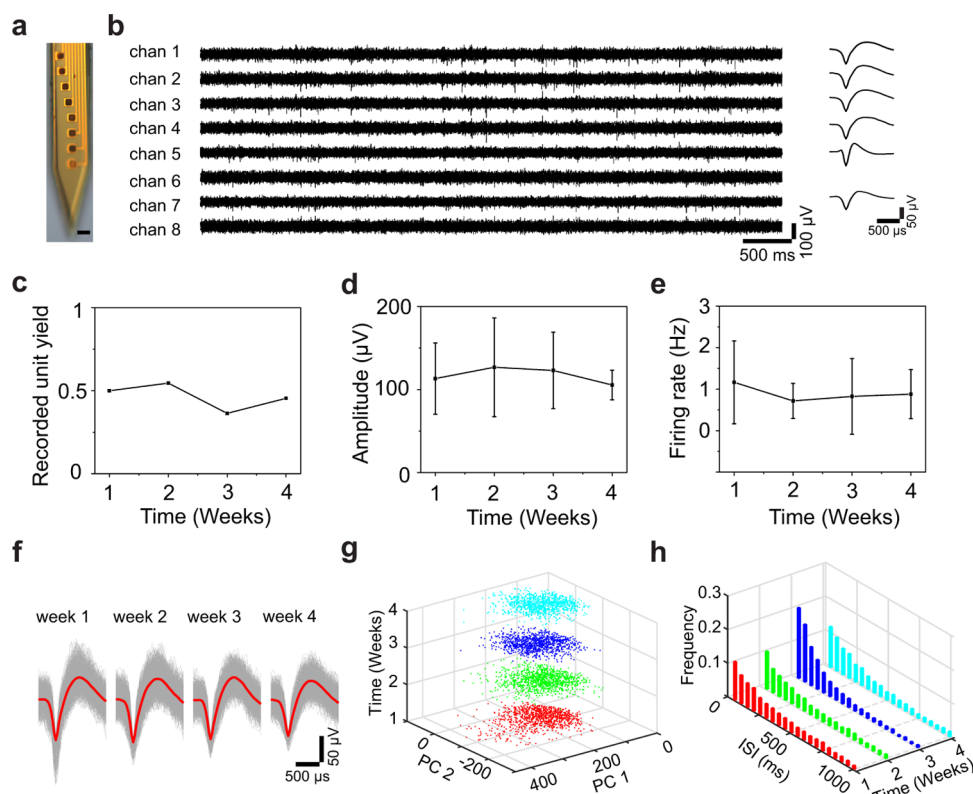 a
b
chan 1
chan 2
chan 3
chan 4
chan 5
chan 6
chan 7
chan 8
500 ms
100 µV
500 µs
50 µV
c
Recorded unit yield
1
0.5
0
1 2 3 4
Time (Weeks)
d
Amplitude (µV)
200
100
0
1 2 3 4
Time (Weeks)
e
Firing rate (Hz)
3
2
1
0
1 2 3 4
Time (Weeks)
f
week 1 week 2 week 3 week 4
500 µs
50 µV
g
Time (Weeks)
4
3
2
1
0
-200
PC 2
400
200
0
PC 1
h
Frequency
0.3
0.2
0.1
0
0
500
1000
ISI (ms)
1
2
3
4
Time (Weeks)